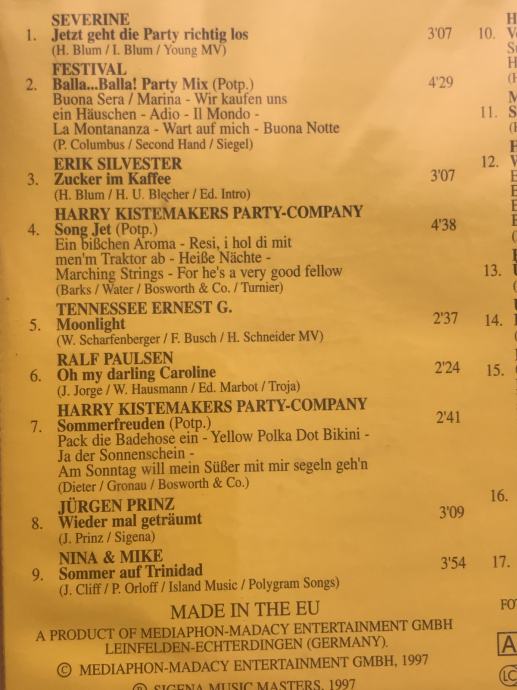 SEVERINE
1. Jetzt geht die Party richtig los 3'07
(H. Blum / I. Blum / Young MV)
FESTIVAL
2. Balla...Balla! Party Mix (Potp.) 4'29
Buona Sera / Marina - Wir kaufen uns
ein Häuschen - Adio - Il Mondo -
La Montananza - Wart auf mich - Buona Notte
(P. Columbus / Second Hand / Siegel)
ERIK SILVESTER
3. Zucker im Kaffee 3'07
(H. Blum / H. U. Blecher / Ed. Intro)
HARRY KISTEMAKERS PARTY-COMPANY
4. Song Jet (Potp.) 4'38
Ein bißchen Aroma - Resi, i hol di mit
men'm Traktor ab - Heiße Nächte -
Marching Strings - For he's a very good fellow
(Barks / Water / Bosworth & Co. / Turnier)
TENNESSEE ERNEST G.
5. Moonlight 2'37
(W. Scharfenberger / F. Busch / H. Schneider MV)
RALF PAULSEN
6. Oh my darling Caroline 2'24
(J. Jorge / W. Hausmann / Ed. Marbot / Troja)
HARRY KISTEMAKERS PARTY-COMPANY
7. Sommerfreuden (Potp.) 2'41
Pack die Badehose ein - Yellow Polka Dot Bikini -
Ja der Sonnenschein -
Am Sonntag will mein Süßer mit mir segeln geh'n
(Dieter / Gronau / Bosworth & Co.)
JÜRGEN PRINZ
8. Wieder mal geträumt 3'09
(J. Prinz / Sigena)
NINA & MIKE
9. Sommer auf Trinidad 3'54
(J. Cliff / P. Orloff / Island Music / Polygram Songs)
MADE IN THE EU
A PRODUCT OF MEDIAPHON-MADACY ENTERTAINMENT GMBH
LEINFELDEN-ECHTERDINGEN (GERMANY).
© MEDIAPHON-MADACY ENTERTAINMENT GMBH, 1997
℗ SIGENA MUSIC MASTERS, 1997
10.
11.
12.
13.
14.
15.
16.
17.
LC